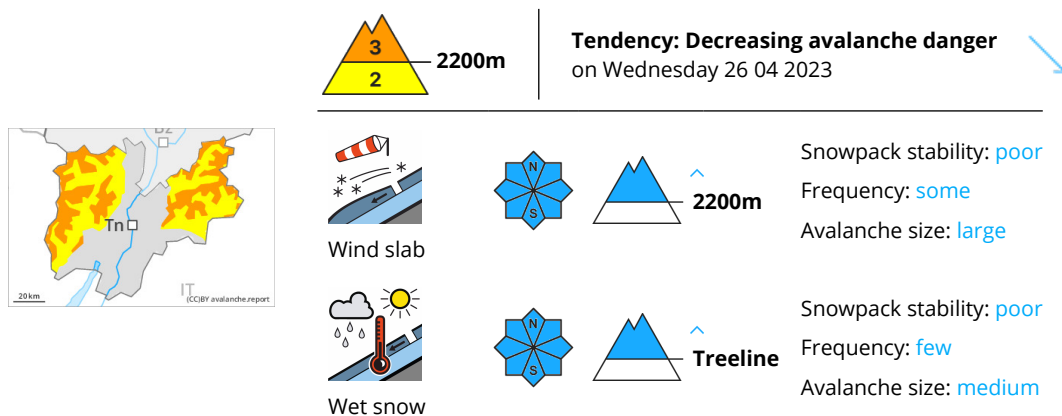 3
2200m
2
Tendency: Decreasing avalanche danger
on Wednesday 26 04 2023
BZ
Tn
IT
20 km
(CC)BY avalanche.report
Wind slab
N
S
2200m
Snowpack stability: poor
Frequency: some
Avalanche size: large
Wet snow
N
S
Treeline
Snowpack stability: poor
Frequency: few
Avalanche size: medium